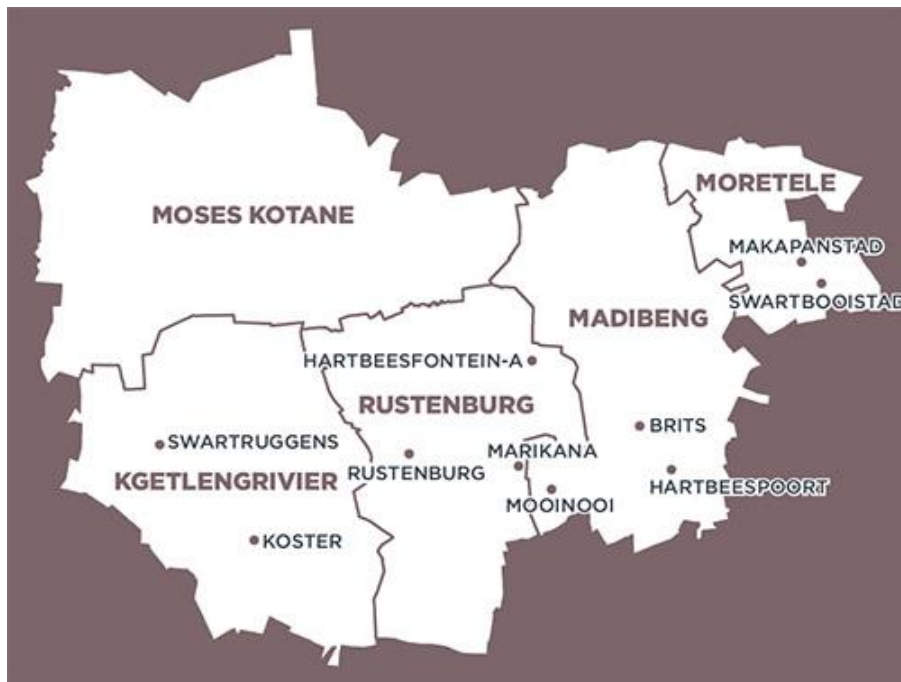 MORETELE
MOSES KOTANE
MAKAPANSTAD
SWARTBOOISTAD
MADIBENG
HARTBEESFONTEIN-A
RUSTENBURG
BRITS
SWARTRUGGENS
MARIKANA
RUSTENBURG
KGETLENGRIVIER
HARTBEESPOORT
MOOINOOI
KOSTER